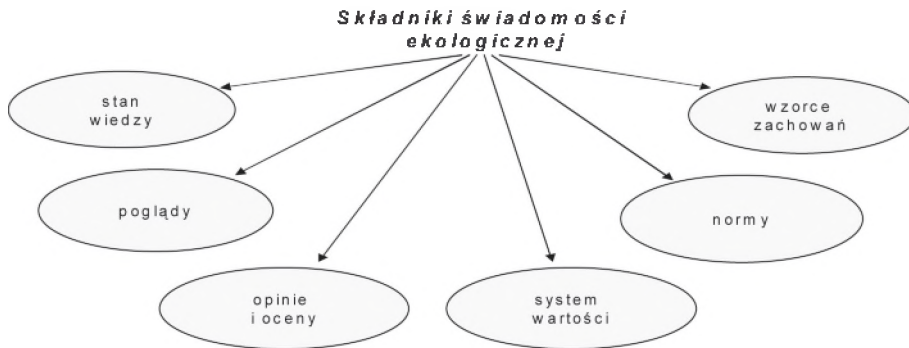 Składniki świadomości
ekologicznej
stan
wiedzy
poglądy
opinie
i oceny
system
wartości
normy
wzorce
zachowań